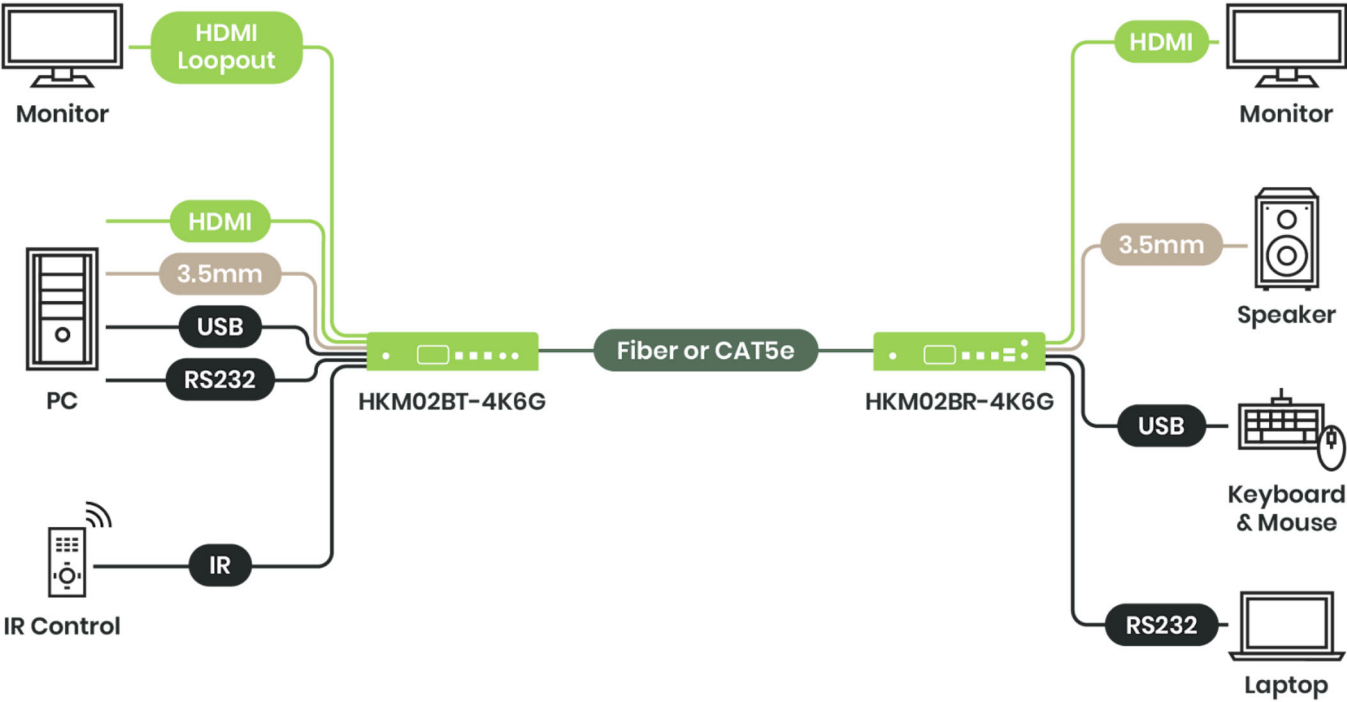 HDMI
Loopout
Monitor
HDMI
3.5mm
USB
RS232
PC
IR
IR Control
HKM02BT-4K6G
Fiber or CAT5e
HKM02BR-4K6G
HDMI
Monitor
3.5mm
Speaker
USB
Keyboard
& Mouse
RS232
Laptop